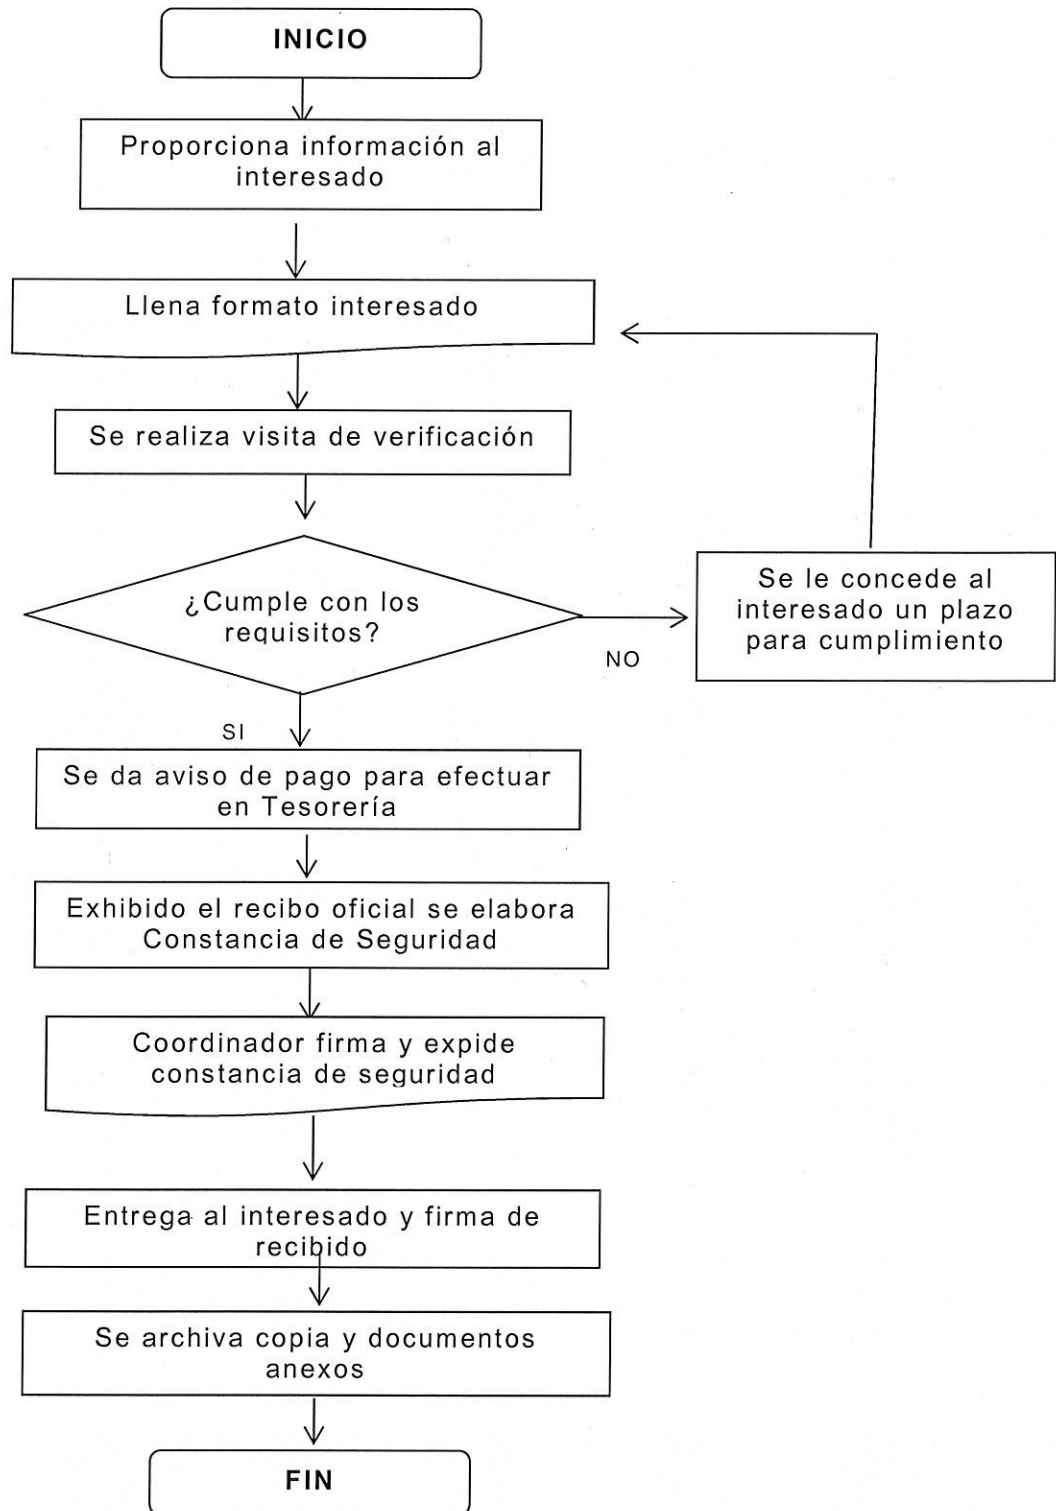 INICIO
Proporciona información al
interesado
Llena formato interesado
Se realiza visita de verificación
¿Cumple con los
requisitos?
NO
Se le concede al
interesado un plazo
para cumplimiento
SI
Se da aviso de pago para efectuar
en Tesorería
Exhibido el recibo oficial se elabora
Constancia de Seguridad
Coordinador firma y expide
constancia de seguridad
Entrega al interesado y firma de
recibido
Se archiva copia y documentos
anexos
FIN